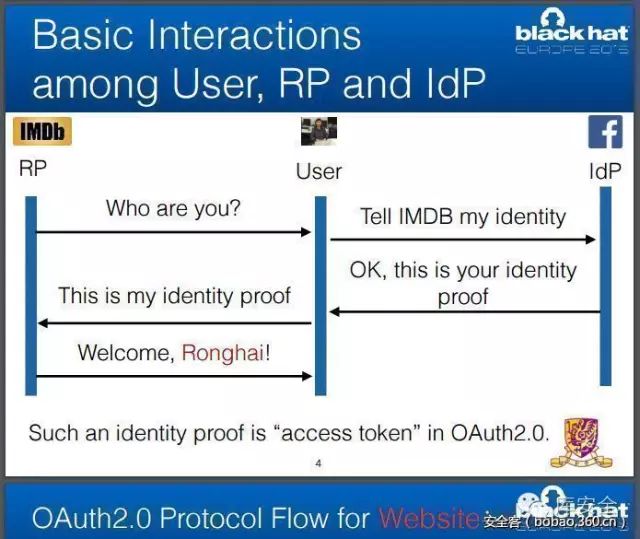 Basic Interactions
among User, RP and IdP
black hat
EUROPE 2016
IMDb
RP
User
IdP
Who are you?
Tell IMDB my identity
OK, this is your identity
proof
This is my identity proof
Welcome, Ronghai!
Such an identity proof is “access token” in OAuth2.0.
4
OAuth2.0 Protocol Flow for Website
black hat
安全客（bobao.360.cn）